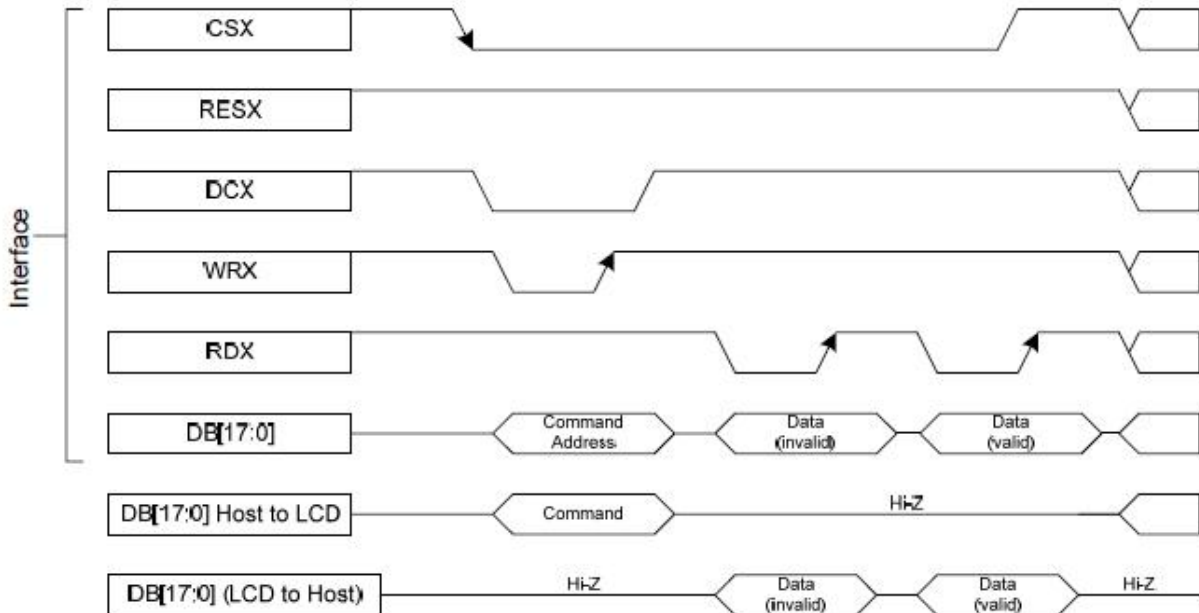 Interface
CSX
RESX
DCX
WRX
RDX
DB[17:0]
Command
Address
Data
(invalid)
Data
(valid)
DB[17:0] Host to LCD
Command
Hi-Z
DB[17:0] (LCD to Host)
Hi-Z
Data
(invalid)
Data
(valid)
Hi-Z